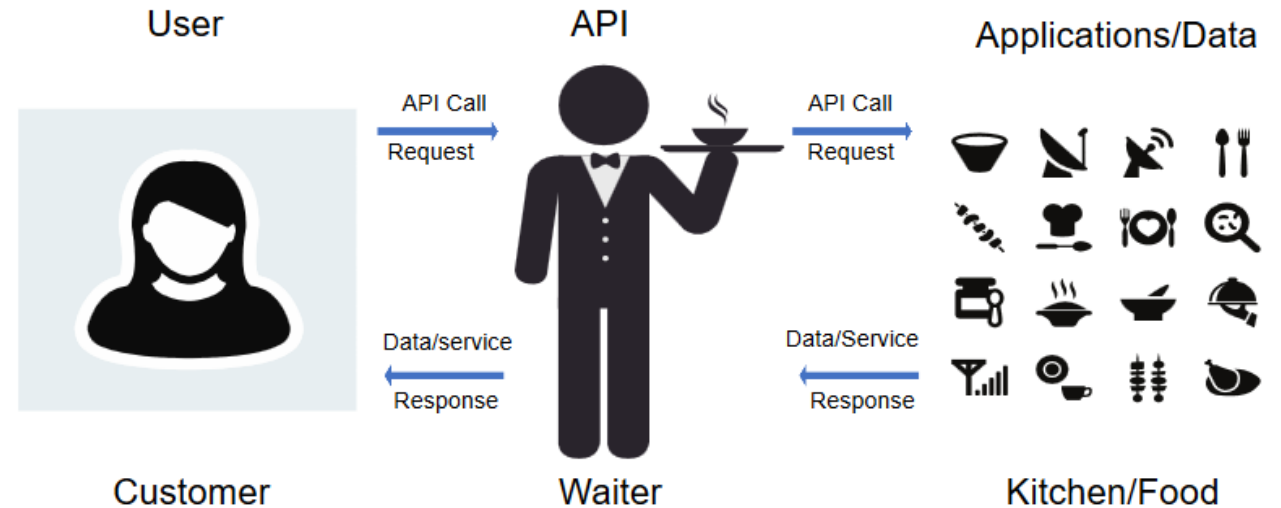 User
API
Applications/Data
API Call
Request
API Call
Request
Data/service
Response
Data/Service
Response
Customer
Waiter
Kitchen/Food